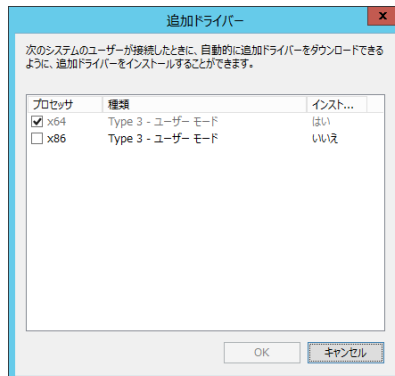 追加ドライバー
x
次のシステムのユーザーが接続したときに、自動的に追加ドライバーをダウンロードできる
ように、追加ドライバーをインストールすることができます。
プロセッサ 種類 インスト...
x64 Type 3 - ユーザー モード はい
x86 Type 3 - ユーザー モード いいえ
OK キャンセル